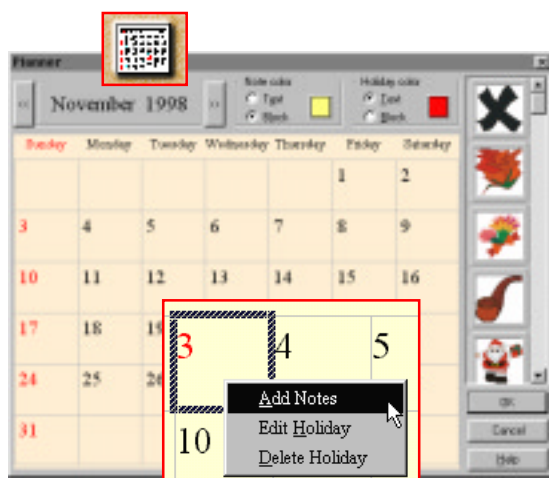 Planner
Note color
Holiday color
<< November 1998 >>
Text
Text
Block
Block
Sunday Monday Tuesday Wednesday Thursday Friday Saturday
1 2
3 4 5 6 7 8 9
10 11 12 13 14 15 16
17 18 19
24 25 26
31
3 4 5
10
Add Notes
Edit Holiday
Delete Holiday
OK
Cancel
Help